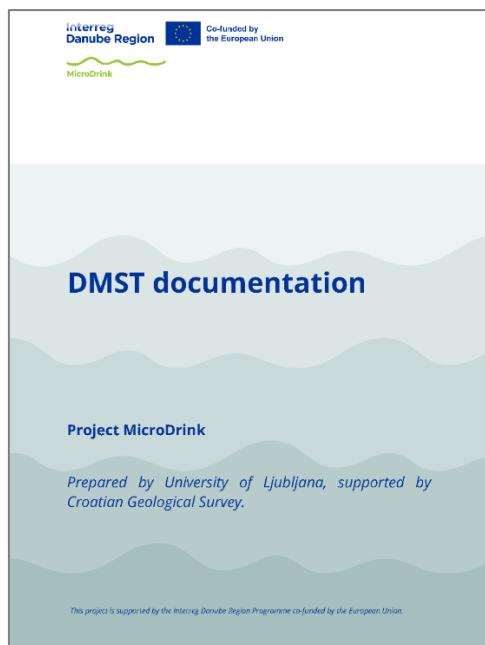 Interreg
Danube Region
Co-funded by
the European Union
MicroDrink
DMST documentation
Project MicroDrink
Prepared by University of Ljubljana, supported by
Croatian Geological Survey.
This project is supported by the Interreg Danube Region Programme co-funded by the European Union.